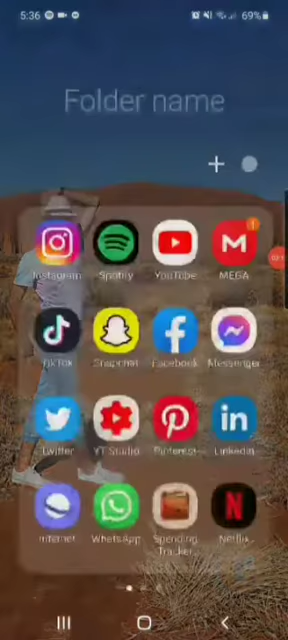 5:36
69%
Folder name
Instagram
Spotify
YouTube
MEGA
TikTok
Snapchat
Facebook
Messenger
Twitter
YT Studio
Pinterest
LinkedIn
Internet
WhatsApp
Spending
Tracker
Netflix